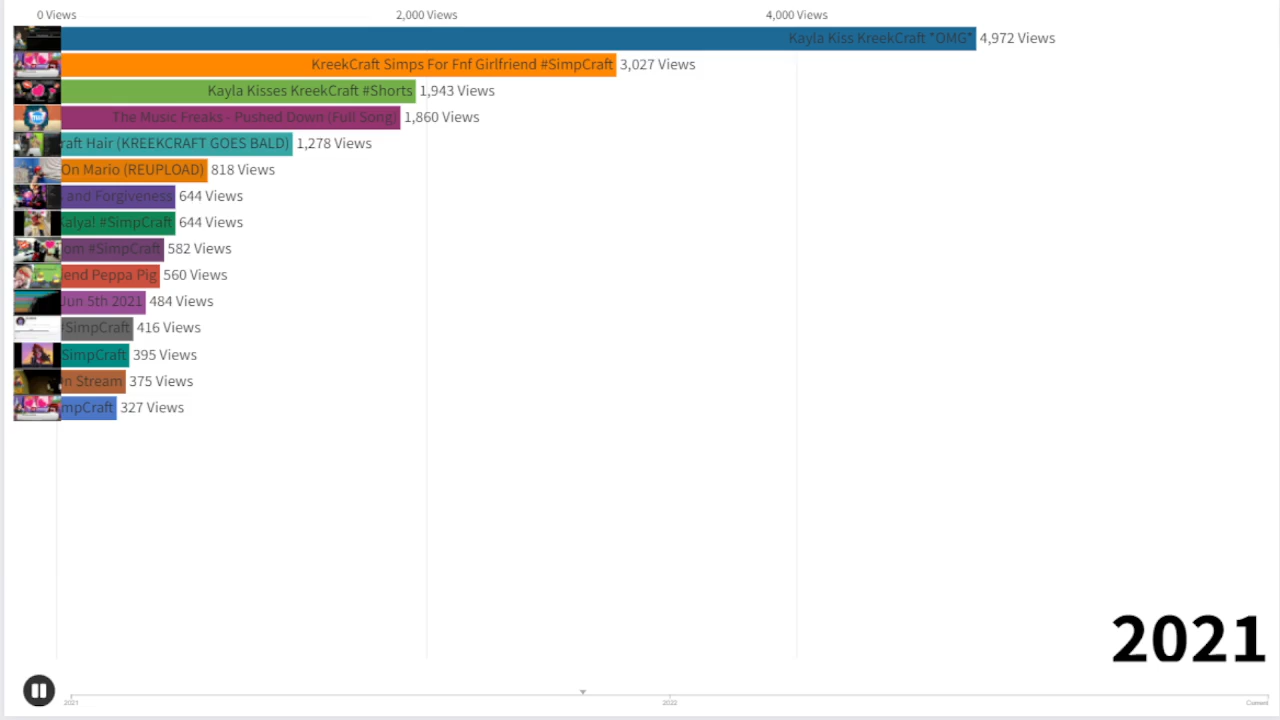 0 Views 2,000 Views 4,000 Views
Kayla Kiss KreekCraft *OMG* 4,972 Views
KreekCraft Simps For Fnf Girlfriend #SimpCraft 3,027 Views
Kayla Kisses KreekCraft #Shorts 1,943 Views
The Music Freaks - Pushed Down (Full Song) 1,860 Views
raft Hair (KREEKCRAFT GOES BALD) 1,278 Views
On Mario (REUPLOAD) 818 Views
and Forgiveness 644 Views
Kalya! #SimpCraft 644 Views
om #SimpCraft 582 Views
end Peppa Pig 560 Views
Jun 5th 2021 484 Views
#SimpCraft 416 Views
SimpCraft 395 Views
n Stream 375 Views
mpCraft 327 Views
2021
2021 2022 Current